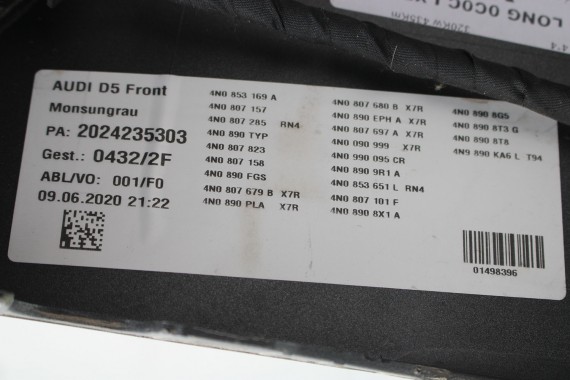 LONG 0C0C
120KW 435Km
AUDI D5 Front
Monsungrau
PA: 2024235303
Gest.: 0432/2F
ABL/VO: 001/F0
09.06.2020 21:22
4N0 853 169 A
4N0 807 157
4N0 807 285 RN4
4N0 890 TYP
4N0 807 823
4N0 807 158
4N0 890 FGS
4N0 807 679 B X7R
4N0 890 PLA X7R
4N0 807 680 B X7R
4N0 890 EPH A X7R
4N0 807 697 A X7R
4N0 090 999 X7R
4N0 990 095 CR
4N0 890 9R1 A
4N0 853 651 L RN4
4N0 807 101 F
4N0 890 8X1 A
4N0 890 8G5
4N0 890 8T3 G
4N0 890 8T8
4N9 890 KA6 L T94
01498396